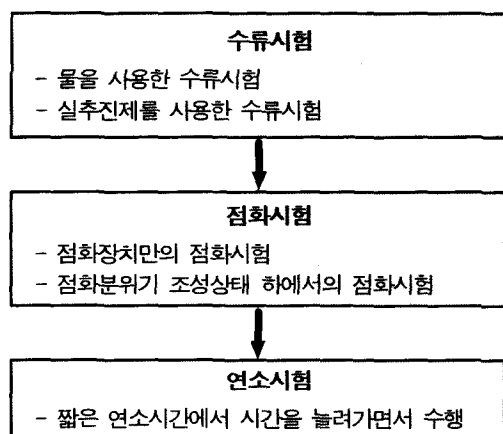 수류시험
- 물을 사용한 수류시험
- 실추진제를 사용한 수류시험
점화시험
- 점화장치만의 점화시험
- 점화분위기 조성상태 하에서의 점화시험
연소시험
- 짧은 연소시간에서 시간을 늘려가면서 수행